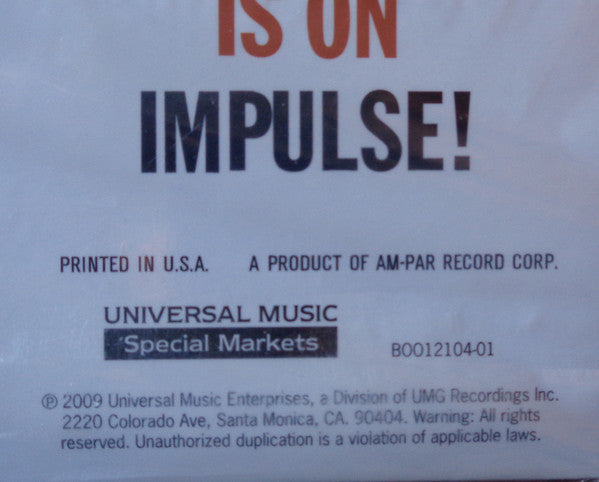 IS ON
IMPULSE!
PRINTED IN U.S.A. A PRODUCT OF AM-PAR RECORD CORP.
UNIVERSAL MUSIC
Special Markets
B0012104-01
℗ 2009 Universal Music Enterprises, a Division of UMG Recordings Inc.
2220 Colorado Ave, Santa Monica, CA. 90404. Warning: All rights
reserved. Unauthorized duplication is a violation of applicable laws.